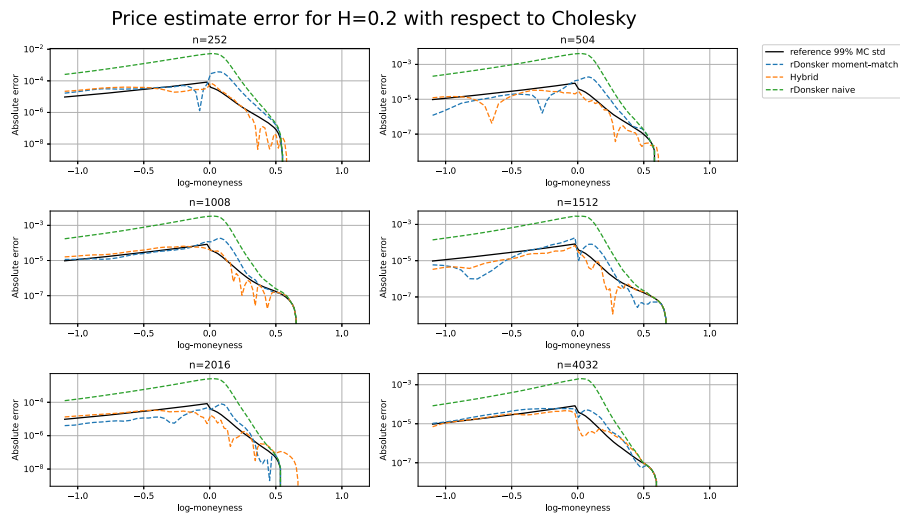 Price estimate error for H=0.2 with respect to Cholesky
n=252
10⁻²
10⁻⁴
10⁻⁶
10⁻⁸
Absolute error
−1.0 −0.5 0.0 0.5 1.0
log-moneyness
n=504
10⁻³
10⁻⁵
10⁻⁷
Absolute error
−1.0 −0.5 0.0 0.5 1.0
log-moneyness
reference 99% MC std
rDonsker moment-match
Hybrid
rDonsker naive
n=1008
10⁻³
10⁻⁵
10⁻⁷
Absolute error
−1.0 −0.5 0.0 0.5 1.0
log-moneyness
n=1512
10⁻³
10⁻⁵
10⁻⁷
Absolute error
−1.0 −0.5 0.0 0.5 1.0
log-moneyness
n=2016
10⁻⁴
10⁻⁶
10⁻⁸
Absolute error
−1.0 −0.5 0.0 0.5 1.0
log-moneyness
n=4032
10⁻³
10⁻⁵
10⁻⁷
Absolute error
−1.0 −0.5 0.0 0.5 1.0
log-moneyness